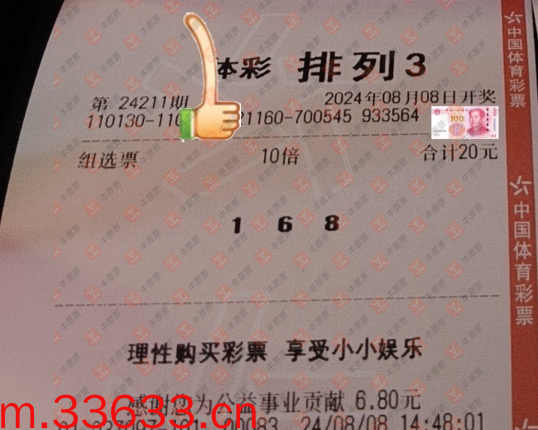 体彩 排列3
第 24211期 2024年08月08日开奖
110130-110 21160-700545 933564
100
组选票 10倍 合计20元
1 6 8
理性购买彩票 享受小小娱乐
感谢您为公益事业贡献 6.80元
24/08/08 14:48:01
m.33633.cn
中国体育彩票
中国体育彩票